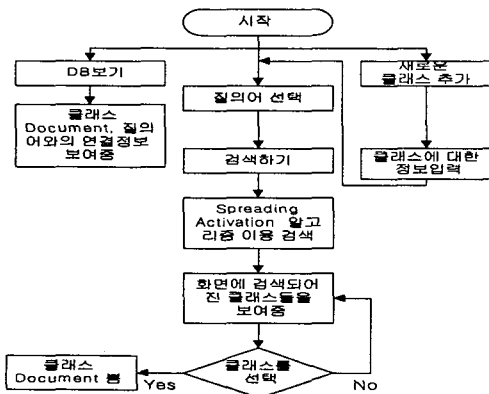 시작
DB보기
새로운
클래스 추가
클래스
Document, 질의
어와의 연결정보
보여줌
질의어 선택
검색하기
클래스에 대한
정보입력
Spreading
Activation 알고
리즘 이용 검색
화면에 검색되어
진 클래스들을
보여줌
클래스를
선택
Yes
No
클래스
Document 뿜